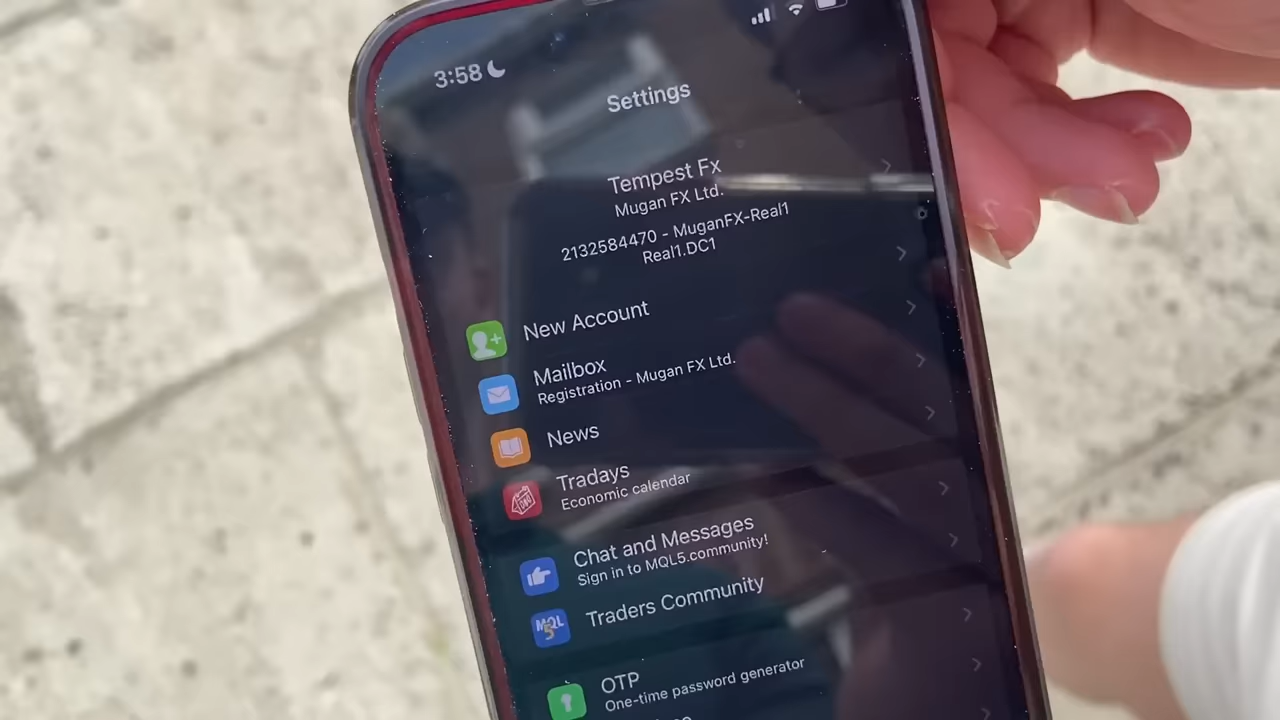 3:58
Settings
Tempest Fx
Mugan FX Ltd.
2132584470 - MuganFX-Real1
Real1.DC1
New Account
Mailbox
Registration - Mugan FX Ltd.
News
Tradays
Economic calendar
Chat and Messages
Sign in to MQL5.community!
MQL
5
Traders Community
OTP
One-time password generator